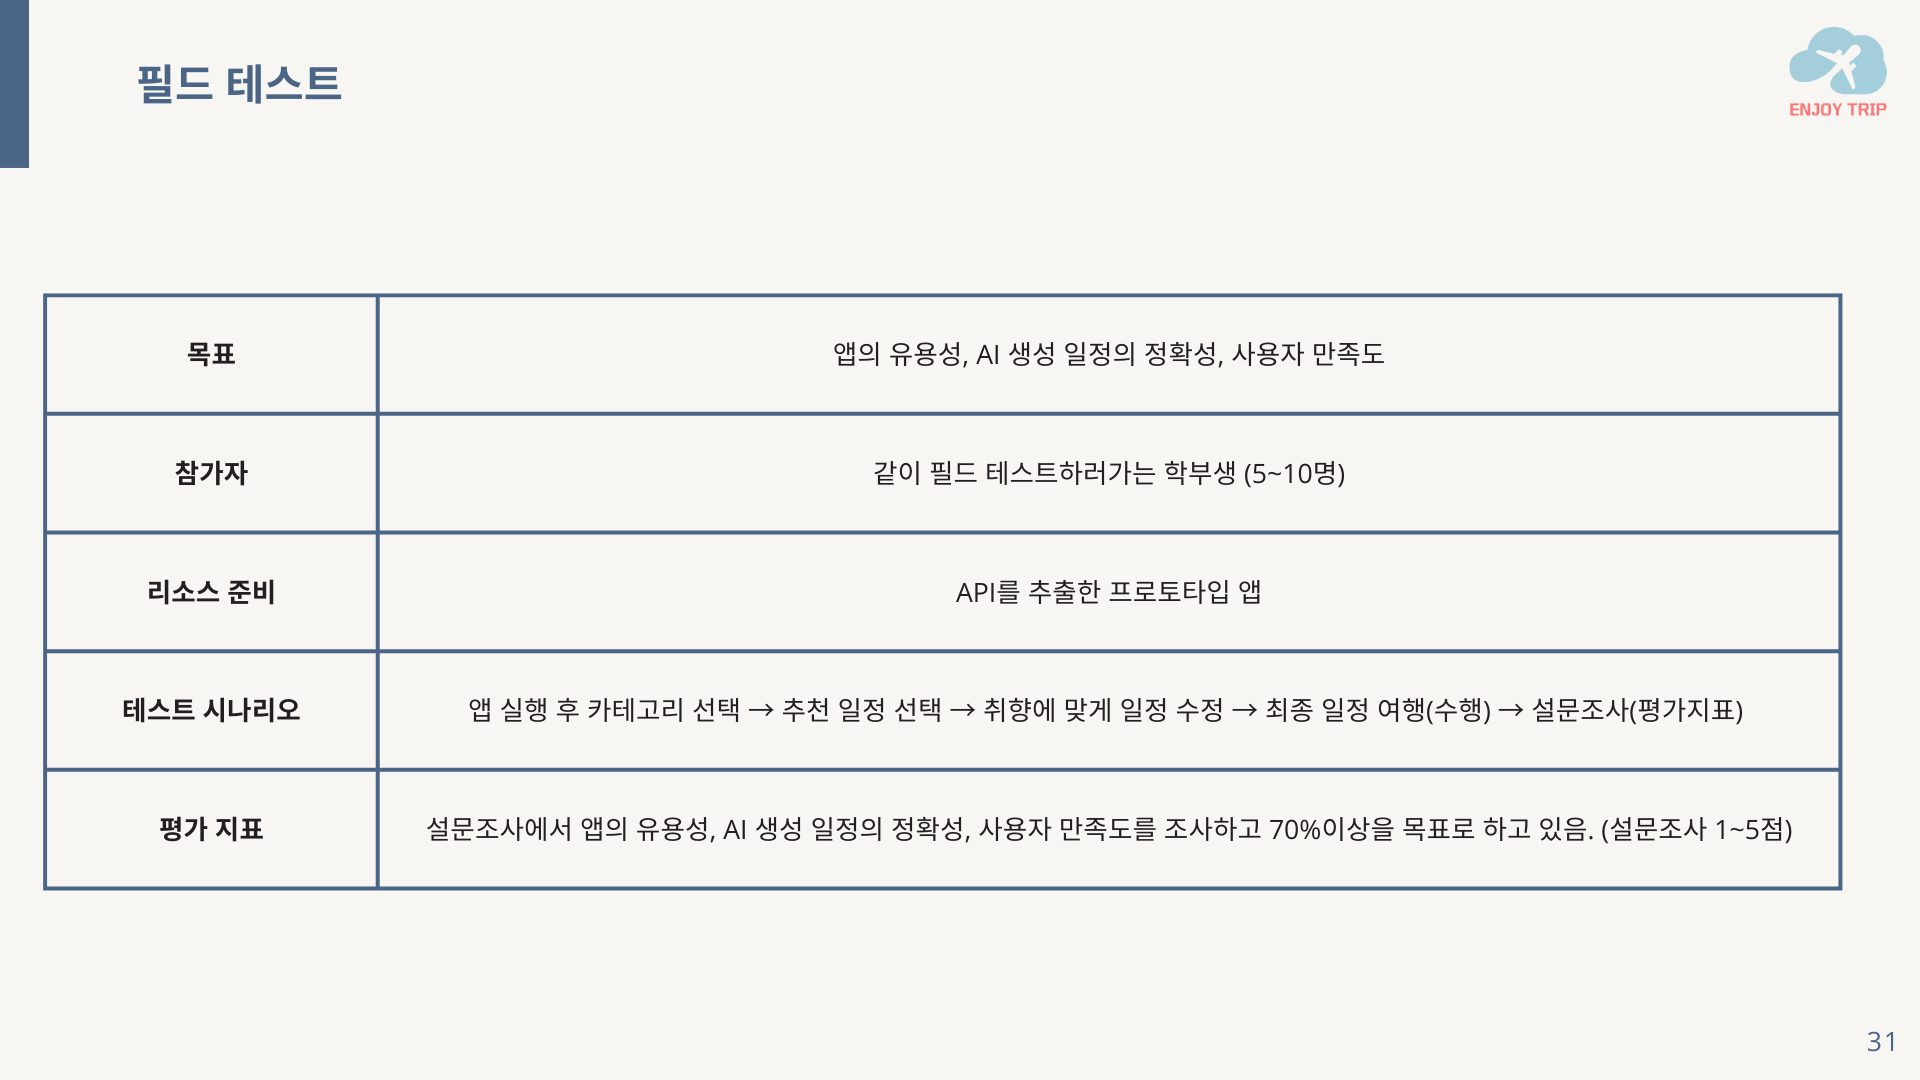 필드 테스트
ENJOY TRIP
목표
앱의 유용성, AI 생성 일정의 정확성, 사용자 만족도
참가자
같이 필드 테스트하러가는 학부생 (5~10명)
리소스 준비
API를 추출한 프로토타입 앱
테스트 시나리오
앱 실행 후 카테고리 선택 → 추천 일정 선택 → 취향에 맞게 일정 수정 → 최종 일정 여행(수행) → 설문조사(평가지표)
평가 지표
설문조사에서 앱의 유용성, AI 생성 일정의 정확성, 사용자 만족도를 조사하고 70%이상을 목표로 하고 있음. (설문조사 1~5점)
31